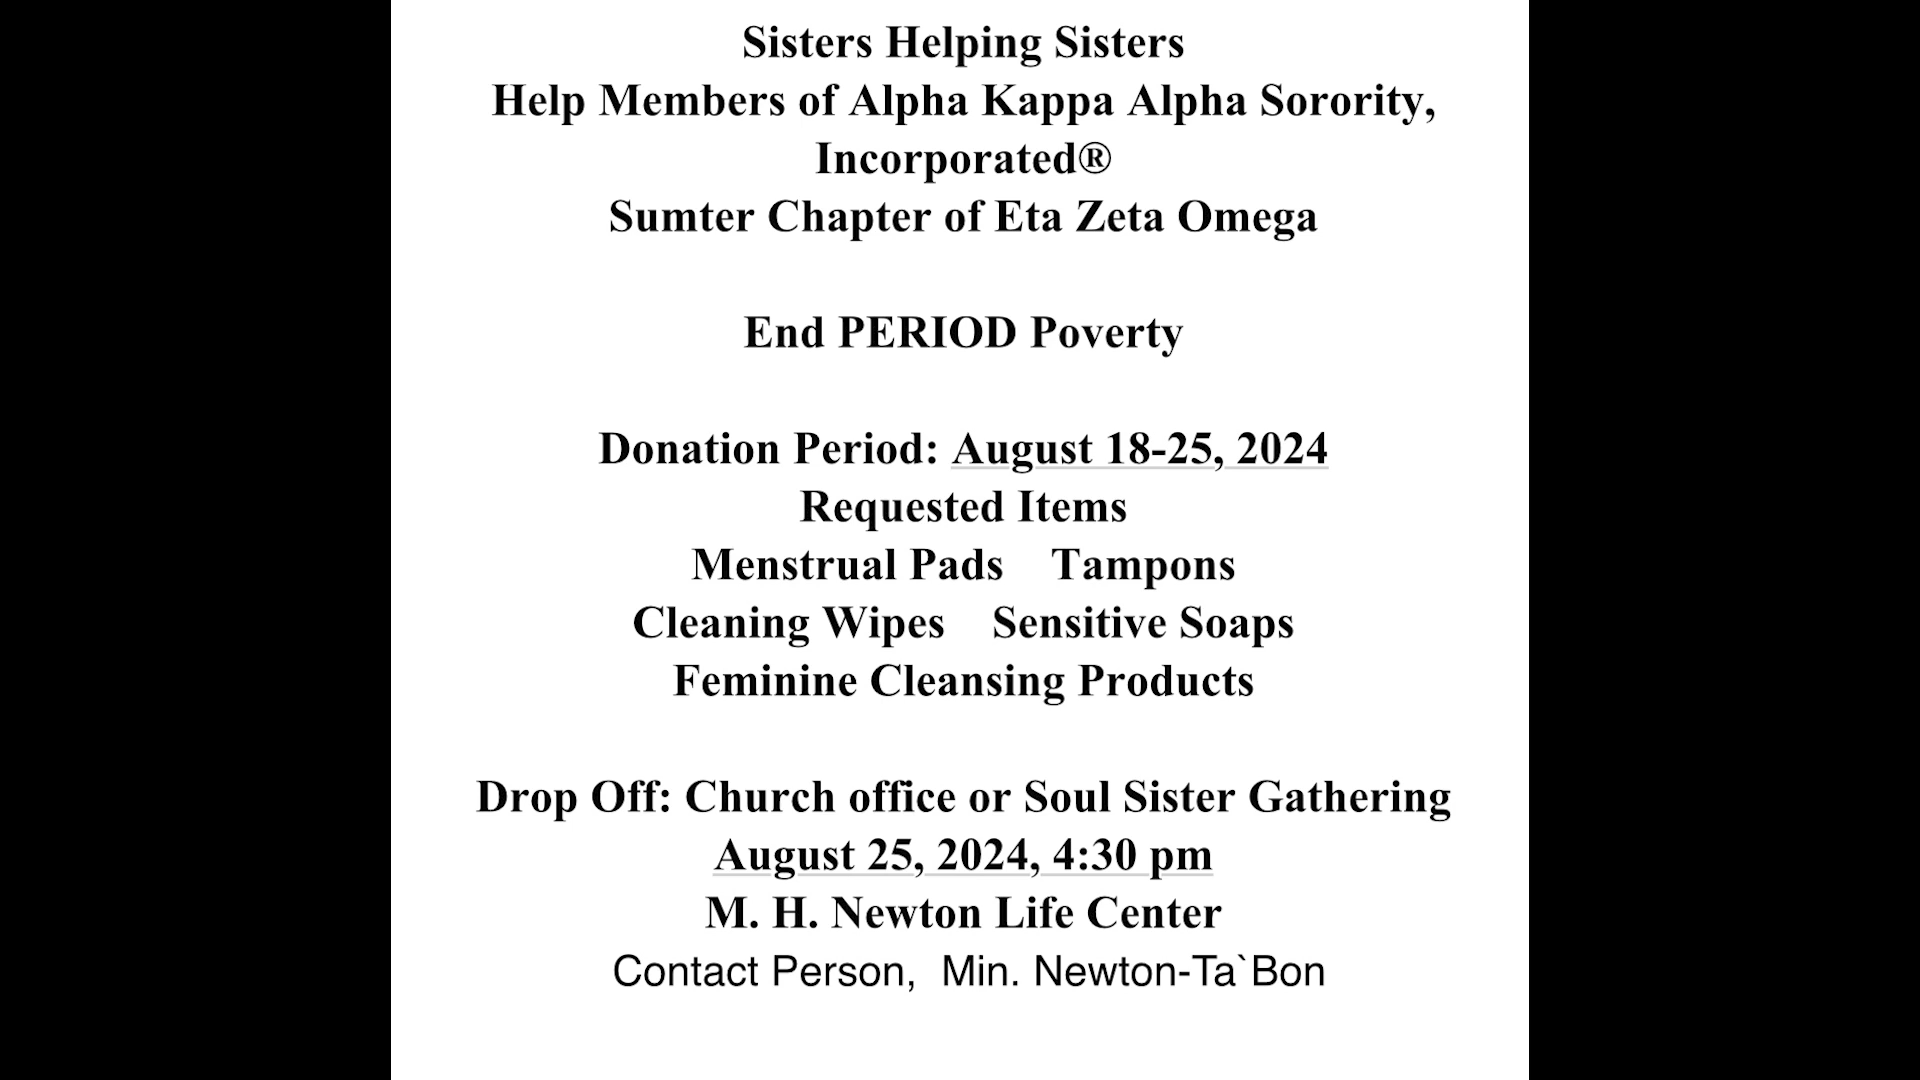 Sisters Helping Sisters
Help Members of Alpha Kappa Alpha Sorority,
Incorporated®
Sumter Chapter of Eta Zeta Omega
End PERIOD Poverty
Donation Period: August 18-25, 2024
Requested Items
Menstrual Pads    Tampons
Cleaning Wipes    Sensitive Soaps
Feminine Cleansing Products
Drop Off: Church office or Soul Sister Gathering
August 25, 2024, 4:30 pm
M. H. Newton Life Center
Contact Person,  Min. Newton-Ta`Bon